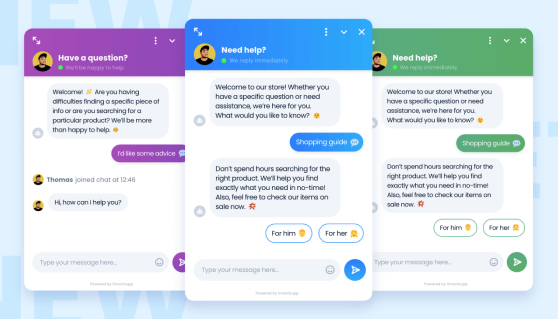 NEW
Have a question?
We'll be happy to help
Welcome! Are you having
difficulties finding a specific piece of
info or are you searching for a
particular product? We'll be more
than happy to help.
I'd like some advice
Thomas joined chat at 12:46
Hi, how can I help you?
Type your message here...
Need help?
We reply immediately
Welcome to our store! Whether you
have a specific question or need
assistance, we're here for you.
What would you like to know?
Shopping guide
Don't spend hours searching for the
right product. We'll help you find
exactly what you need in no-time!
Also, feel free to check our items on
sale now.
For him
For her
Type your message here...
Need help?
We reply immediately
Welcome to our store! Whether you
have a specific question or need
assistance, we're here for you.
What would you like to know?
Shopping guide
Don't spend hours searching for the
right product. We'll help you find
exactly what you need in no-time!
Also, feel free to check our items on
sale now.
For him
For her
Type your message here...
NEW